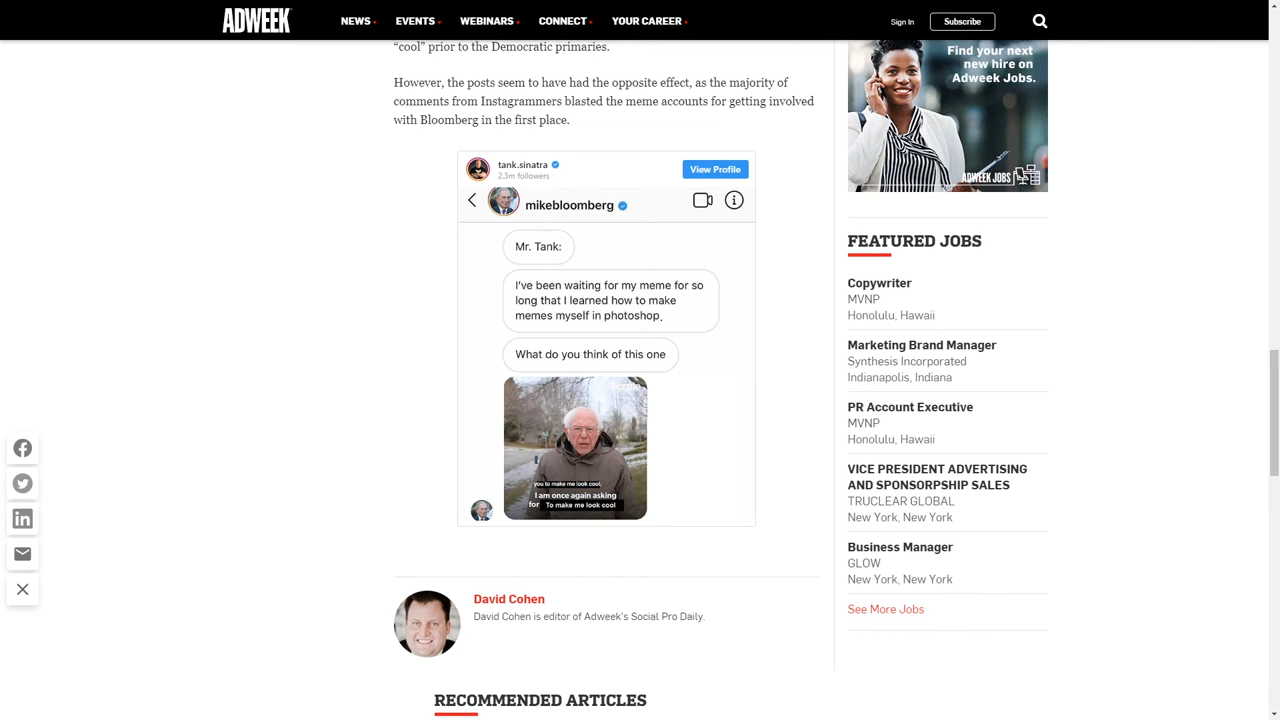 ADWEEK
NEWS
EVENTS
WEBINARS
CONNECT
YOUR CAREER
Sign In
Subscribe
“cool” prior to the Democratic primaries.
However, the posts seem to have had the opposite effect, as the majority of
comments from Instagrammers blasted the meme accounts for getting involved
with Bloomberg in the first place.
tank.sinatra
2.3m followers
View Profile
mikebloomberg
Mr. Tank:
I’ve been waiting for my meme for so
long that I learned how to make
memes myself in photoshop.
What do you think of this one
you to make me look cool.
I am once again asking
for To make me look cool
David Cohen
David Cohen is editor of Adweek’s Social Pro Daily.
RECOMMENDED ARTICLES
Find your next
new hire on
Adweek Jobs.
ADWEEK JOBS
FEATURED JOBS
Copywriter
MVNP
Honolulu, Hawaii
Marketing Brand Manager
Synthesis Incorporated
Indianapolis, Indiana
PR Account Executive
MVNP
Honolulu, Hawaii
VICE PRESIDENT ADVERTISING
AND SPONSORPSHIP SALES
TRUCLEAR GLOBAL
New York, New York
Business Manager
GLOW
New York, New York
See More Jobs